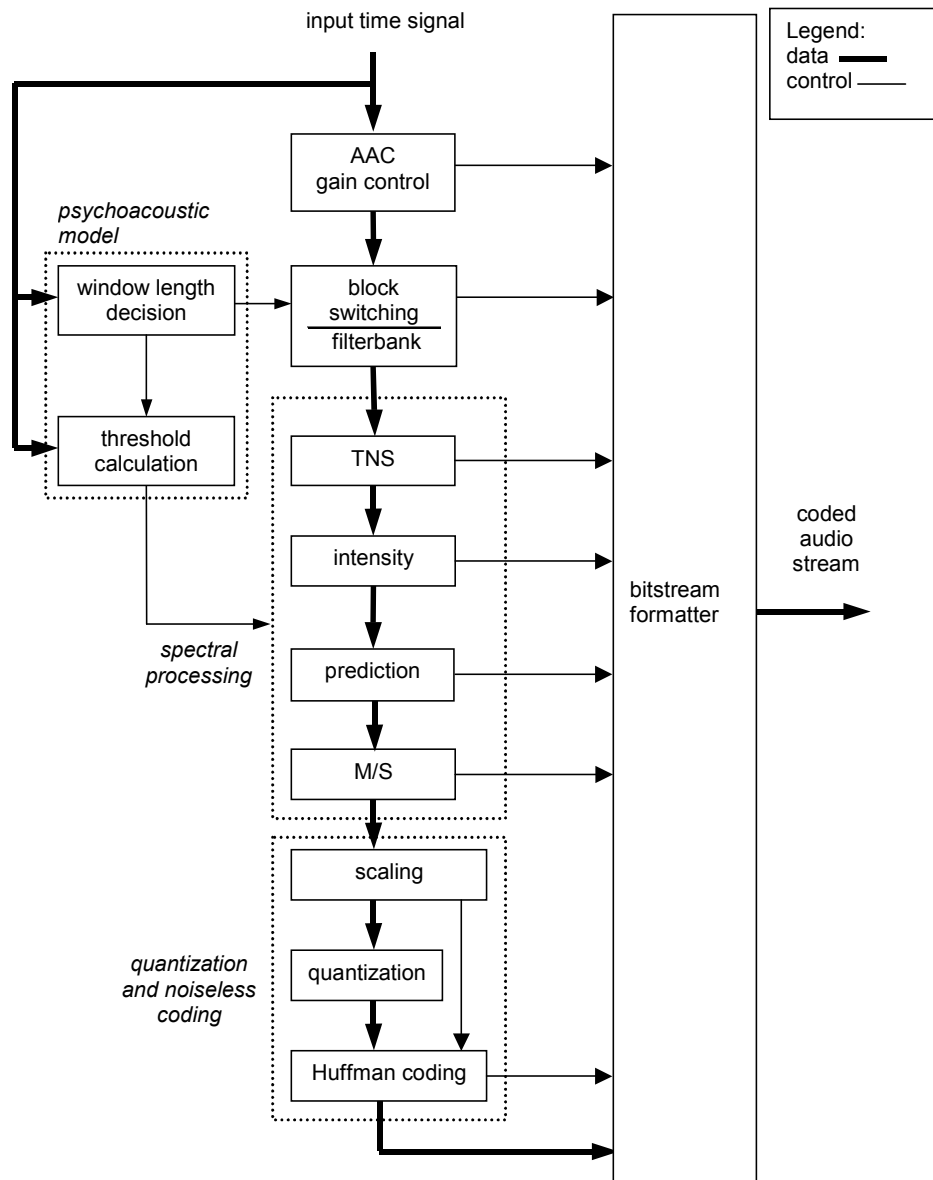 input time signal
Legend:
data
control
AAC
gain control
psychoacoustic
model
window length
decision
block
switching
filterbank
threshold
calculation
TNS
intensity
spectral
processing
prediction
M/S
bitstream
formatter
coded
audio
stream
scaling
quantization
and noiseless
coding
quantization
Huffman coding